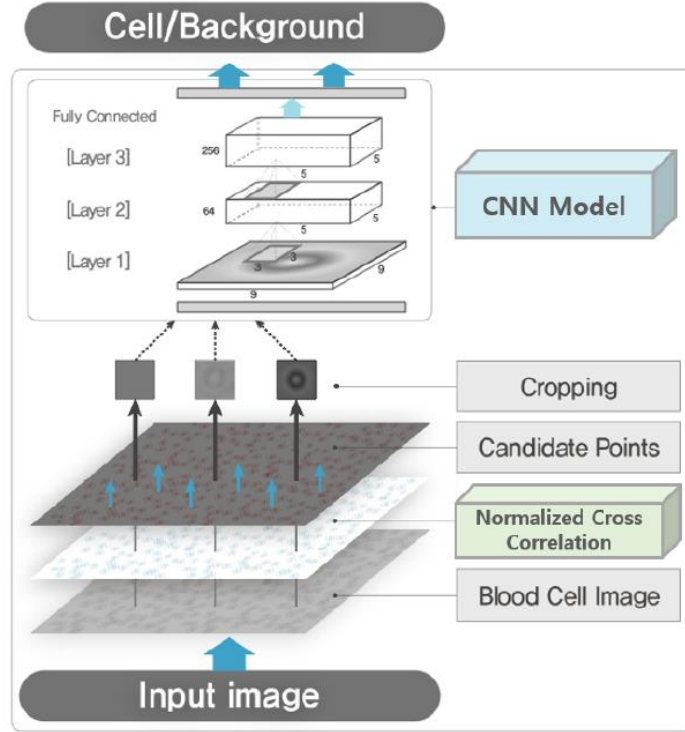 Cell/Background
Fully Connected
[Layer 3]
256
5
5
[Layer 2]
64
5
5
[Layer 1]
3
3
9
9
CNN Model
Cropping
Candidate Points
Normalized Cross
Correlation
Blood Cell Image
Input image